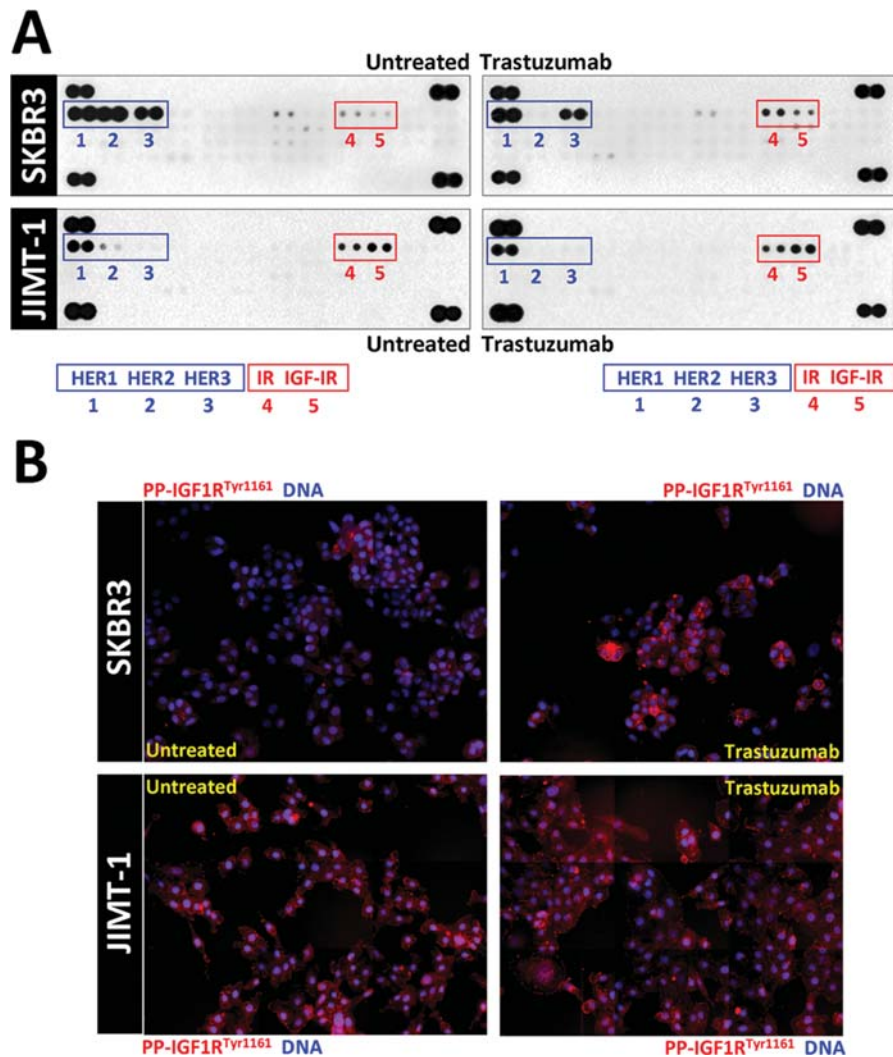 A
Untreated Trastuzumab
SKBR3
1 2 3 4 5
1 2 3 4 5
JIMT-1
1 2 3 4 5
1 2 3 4 5
Untreated Trastuzumab
HER1 HER2 HER3 IR IGF-IR
1 2 3 4 5
HER1 HER2 HER3 IR IGF-IR
1 2 3 4 5
B
PP-IGF1RTyr1161 DNA
PP-IGF1RTyr1161 DNA
SKBR3
Untreated
Trastuzumab
JIMT-1
Untreated
Trastuzumab
PP-IGF1RTyr1161 DNA
PP-IGF1RTyr1161 DNA